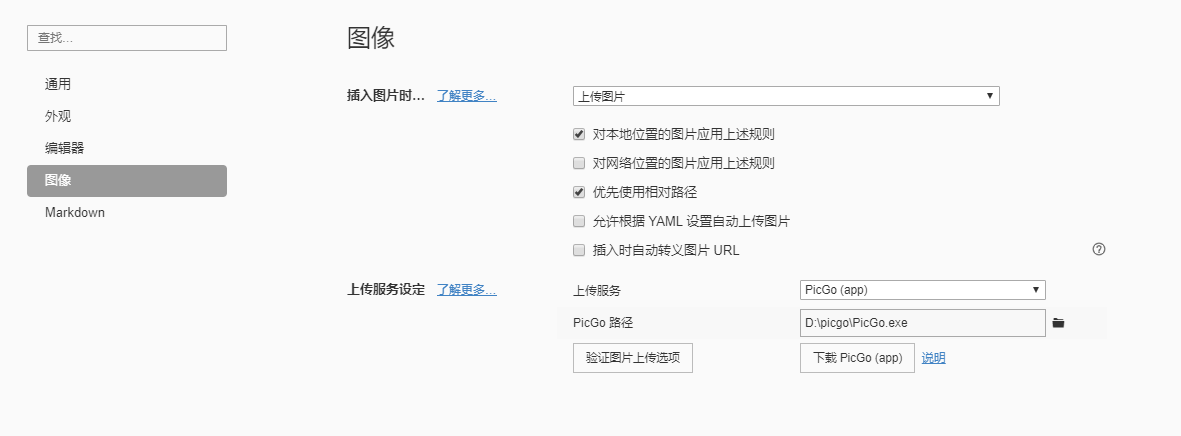 查找...
通用
外观
编辑器
图像
Markdown
图像
插入图片时... 了解更多...
上传图片
对本地位置的图片应用上述规则
对网络位置的图片应用上述规则
优先使用相对路径
允许根据 YAML 设置自动上传图片
插入时自动转义图片 URL
上传服务设定 了解更多...
上传服务 PicGo (app)
PicGo 路径 D:\picgo\PicGo.exe
验证图片上传选项 下载 PicGo (app) 说明